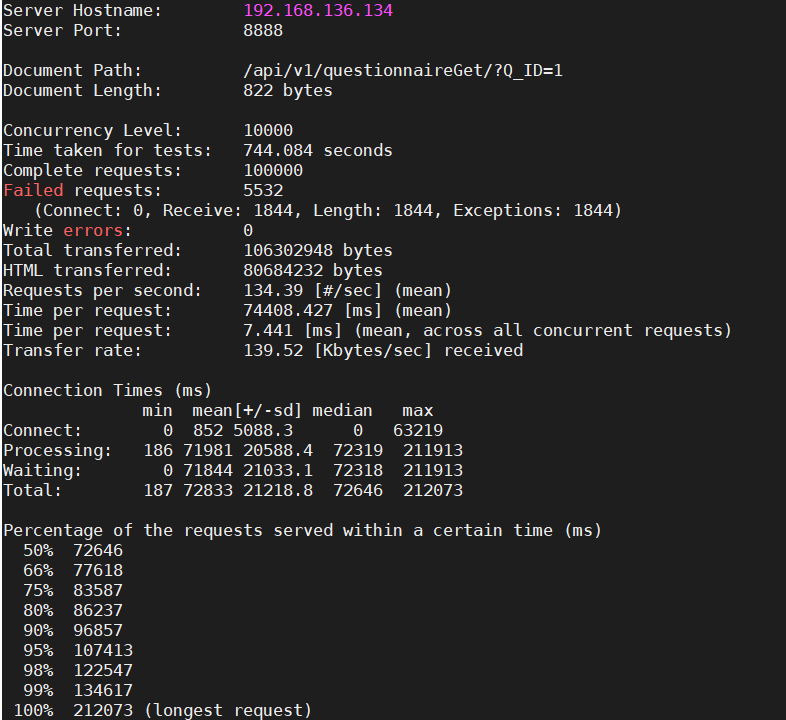 Server Hostname:        192.168.136.134
Server Port:            8888

Document Path:          /api/v1/questionnaireGet/?Q_ID=1
Document Length:        822 bytes

Concurrency Level:      10000
Time taken for tests:   744.084 seconds
Complete requests:      100000
Failed requests:        5532
   (Connect: 0, Receive: 1844, Length: 1844, Exceptions: 1844)
Write errors:           0
Total transferred:      106302948 bytes
HTML transferred:       80684232 bytes
Requests per second:    134.39 [#/sec] (mean)
Time per request:       74408.427 [ms] (mean)
Time per request:       7.441 [ms] (mean, across all concurrent requests)
Transfer rate:          139.52 [Kbytes/sec] received

Connection Times (ms)
              min  mean[+/-sd] median   max
Connect:        0  852 5088.3      0   63219
Processing:   186 71981 20588.4  72319  211913
Waiting:        0 71844 21033.1  72318  211913
Total:        187 72833 21218.8  72646  212073

Percentage of the requests served within a certain time (ms)
  50%  72646
  66%  77618
  75%  83587
  80%  86237
  90%  96857
  95%  107413
  98%  122547
  99%  134617
 100%  212073 (longest request)